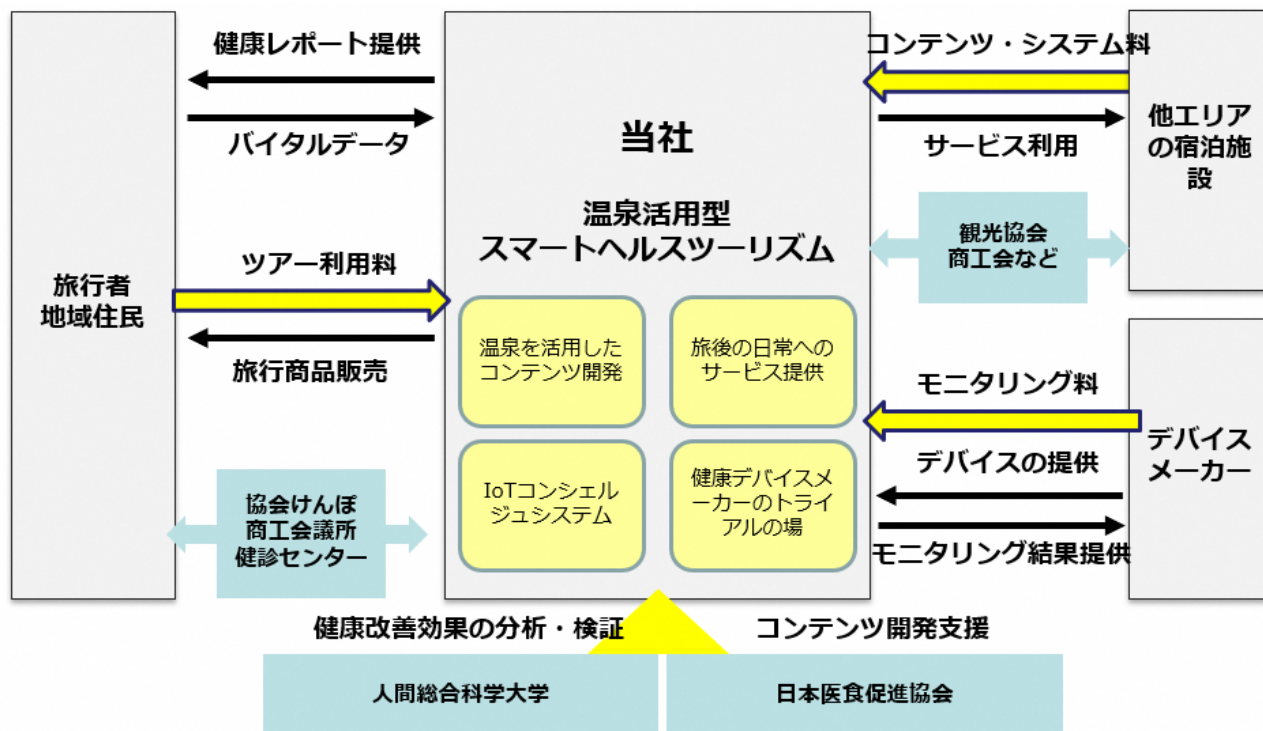 健康レポート提供
バイタルデータ
ツアー利用料
旅行者
地域住民
旅行商品販売
協会けんぽ
商工会議所
健診センター
当社
温泉活用型
スマートヘルスツーリズム
温泉を活用した
コンテンツ開発
旅後の日常への
サービス提供
IoTコンシェル
ジュシステム
健康デバイスメ
ーカーのトライ
アルの場
コンテンツ・システム料
サービス利用
他エリア
の宿泊施
設
観光協会
商工会など
モニタリング料
デバイスの提供
モニタリング結果提供
デバイス
メーカー
健康改善効果の分析・検証
コンテンツ開発支援
人間総合科学大学
日本医食促進協会